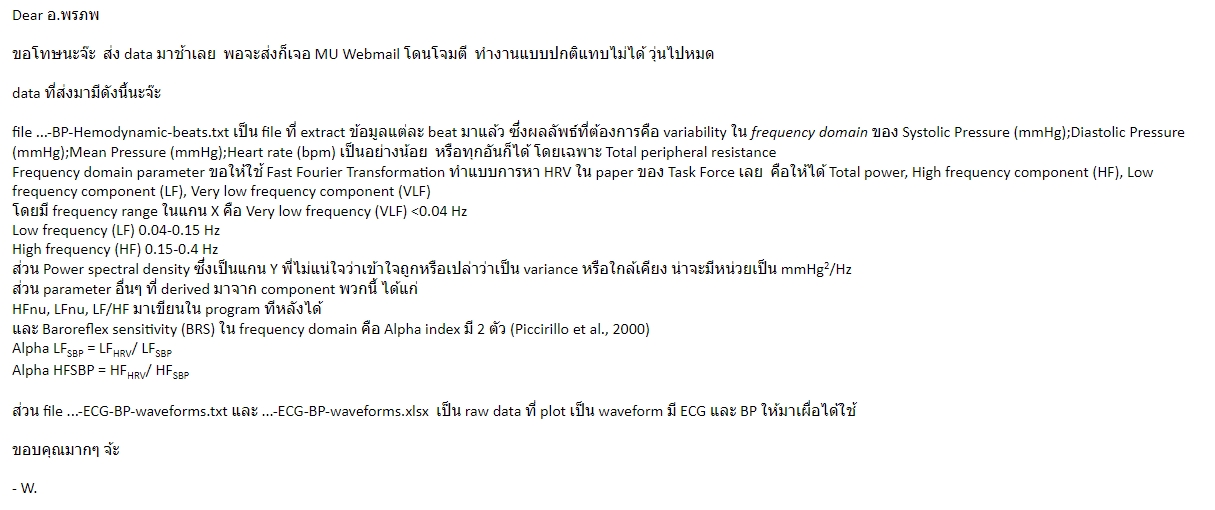 Dear อ.พรภพ
ขอโทษนะจ๊ะ ส่ง data มาช้าเลย พอจะส่งก็เจอ MU Webmail โดนโจมตี ทำงานแบบปกติแทบไม่ได้ วุ่นไปหมด
data ที่ส่งมามีดังนี้นะจ๊ะ
file ...-BP-Hemodynamic-beats.txt เป็น file ที่ extract ข้อมูลแต่ละ beat มาแล้ว ซึ่งผลลัพธ์ที่ต้องการคือ variability ใน frequency domain ของ Systolic Pressure (mmHg);Diastolic Pressure
(mmHg);Mean Pressure (mmHg);Heart rate (bpm) เป็นอย่างน้อย หรือทุกอันก็ได้ โดยเฉพาะ Total peripheral resistance
Frequency domain parameter ขอให้ใช้ Fast Fourier Transformation ทำแบบการหา HRV ใน paper ของ Task Force เลย คือให้ได้ Total power, High frequency component (HF), Low
frequency component (LF), Very low frequency component (VLF)
โดยมี frequency range ในแกน X คือ Very low frequency (VLF) <0.04 Hz
Low frequency (LF) 0.04-0.15 Hz
High frequency (HF) 0.15-0.4 Hz
ส่วน Power spectral density ซึ่งเป็นแกน Y พี่ไม่แน่ใจว่าเข้าใจถูกหรือเปล่าว่าเป็น variance หรือใกล้เคียง น่าจะมีหน่วยเป็น mmHg²/Hz
ส่วน parameter อื่นๆ ที่ derived มาจาก component พวกนี้ ได้แก่
HFnu, LFnu, LF/HF มาเขียนใน program ทีหลังได้
และ Baroreflex sensitivity (BRS) ใน frequency domain คือ Alpha index มี 2 ตัว (Piccirillo et al., 2000)
Alpha LFSBP = LFHRV/ LFSBP
Alpha HFSBP = HFHRV/ HFSBP
ส่วน file ...-ECG-BP-waveforms.txt และ ...-ECG-BP-waveforms.xlsx เป็น raw data ที่ plot เป็น waveform มี ECG และ BP ให้มาเผื่อได้ใช้
ขอบคุณมากๆ จ้ะ
- W.